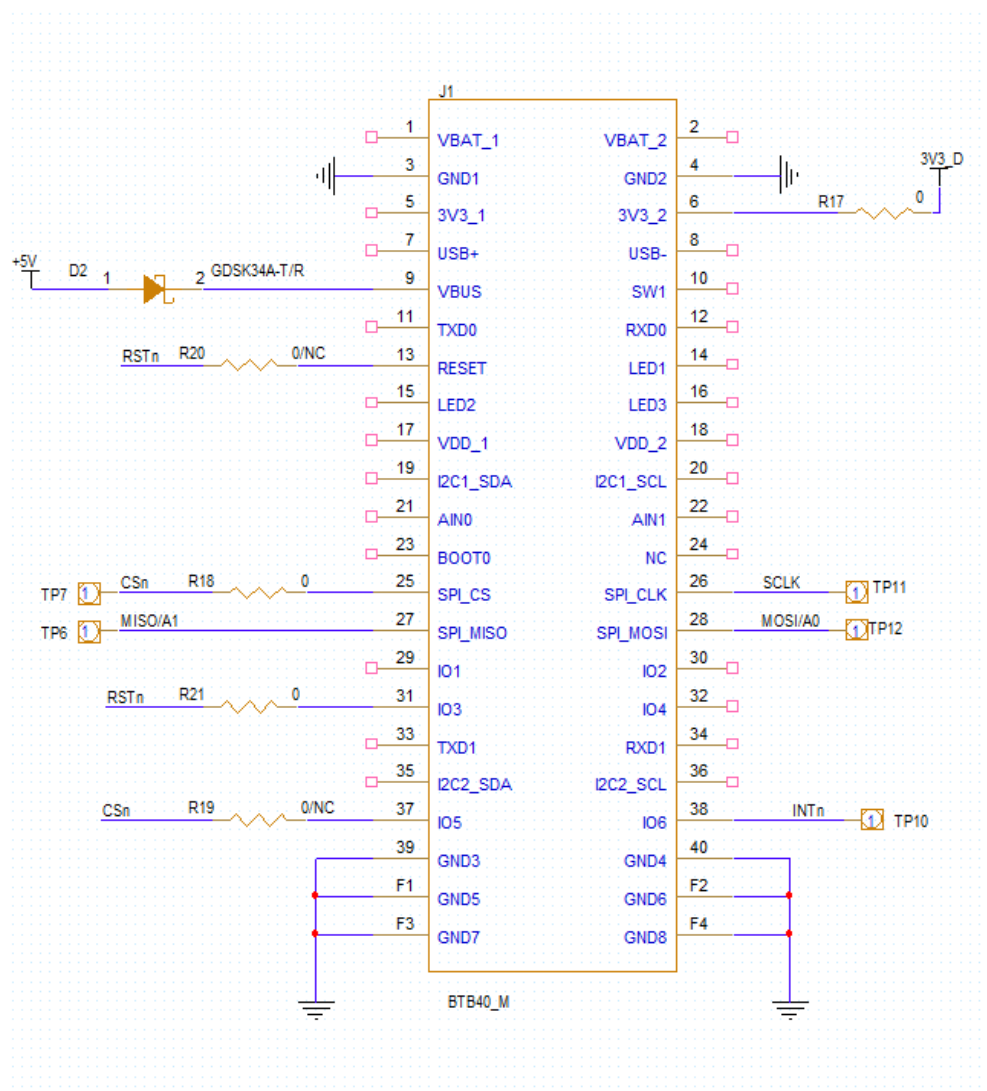 J1
1 VBAT_1 VBAT_2 2
3 GND1 GND2 4
3V3_D
5 3V3_1 3V3_2 6 R17 0
7 USB+ USB- 8
+5V D2 1 2 GDSK34A-T/R 9 VBUS SW1 10
11 TXD0 RXD0 12
RSTn R20 0/NC 13 RESET LED1 14
15 LED2 LED3 16
17 VDD_1 VDD_2 18
19 I2C1_SDA I2C1_SCL 20
21 AIN0 AIN1 22
23 BOOT0 NC 24
TP7 1 CSn R18 0 25 SPI_CS SPI_CLK 26 SCLK 1 TP11
TP6 1 MISO/A1 27 SPI_MISO SPI_MOSI 28 MOSI/A0 1 TP12
29 IO1 IO2 30
RSTn R21 0 31 IO3 IO4 32
33 TXD1 RXD1 34
35 I2C2_SDA I2C2_SCL 36
CSn R19 0/NC 37 IO5 IO6 38 INTn 1 TP10
39 GND3 GND4 40
F1 GND5 GND6 F2
F3 GND7 GND8 F4
BTB40_M